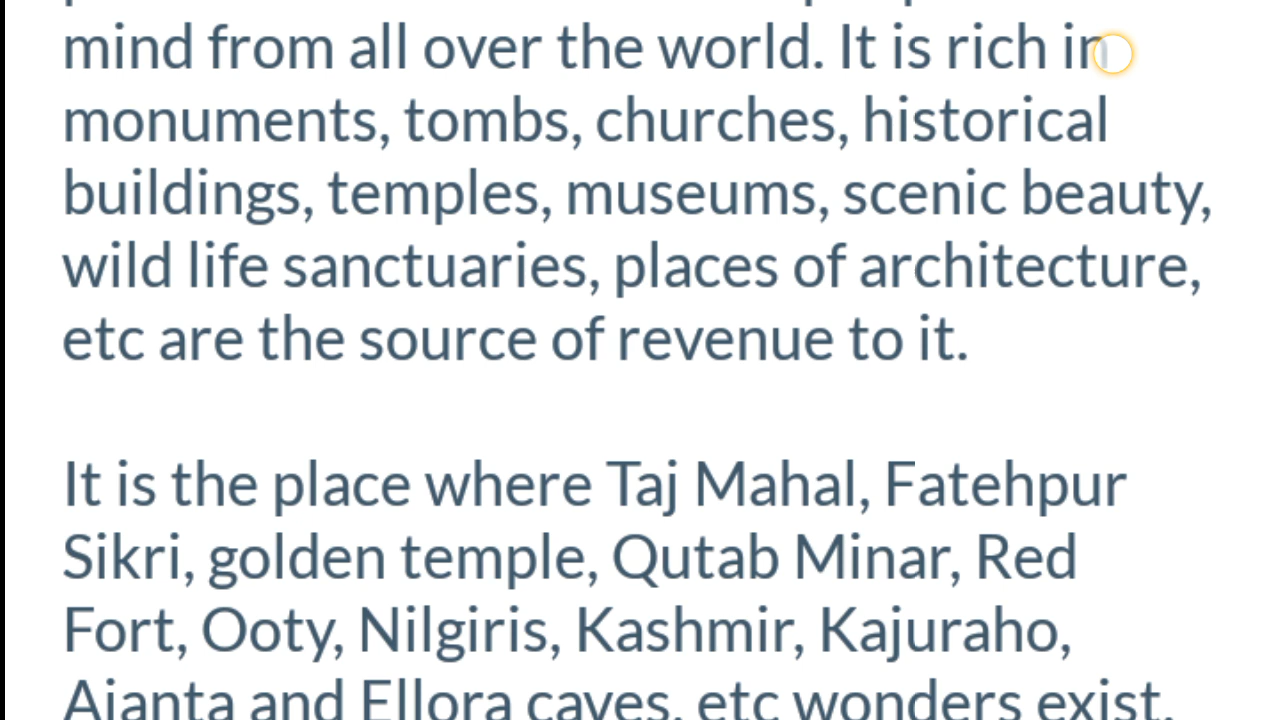 mind from all over the world. It is rich in
monuments, tombs, churches, historical
buildings, temples, museums, scenic beauty,
wild life sanctuaries, places of architecture,
etc are the source of revenue to it.
It is the place where Taj Mahal, Fatehpur
Sikri, golden temple, Qutab Minar, Red
Fort, Ooty, Nilgiris, Kashmir, Kajuraho,
Ajanta and Ellora caves, etc wonders exist.